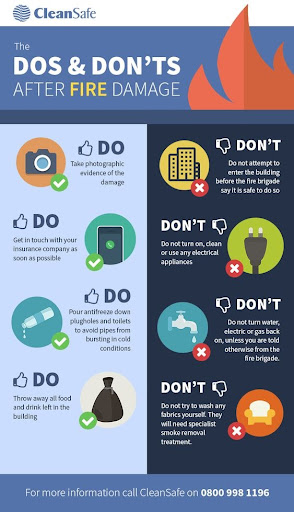 CleanSafe
The
DOS & DON'TS
AFTER FIRE DAMAGE
DO
Take photographic
evidence of the
damage
DON'T
Do not attempt to
enter the building
before the fire brigade
say it is safe to do so
DO
Get in touch with your
insurance company as
soon as possible
DON'T
Do not turn on, clean
or use any electrical
appliances
DO
Pour antifreeze down
plugholes and toilets
to avoid pipes from
bursting in cold
conditions
DON'T
Do not turn water,
electric or gas back
on, unless you are told
otherwise from the
fire brigade.
DO
Throw away all food
and drink left in the
building
DON'T
Do not try to wash any
fabrics yourself. They
will need specialist
smoke removal
treatment.
For more information call CleanSafe on 0800 998 1196